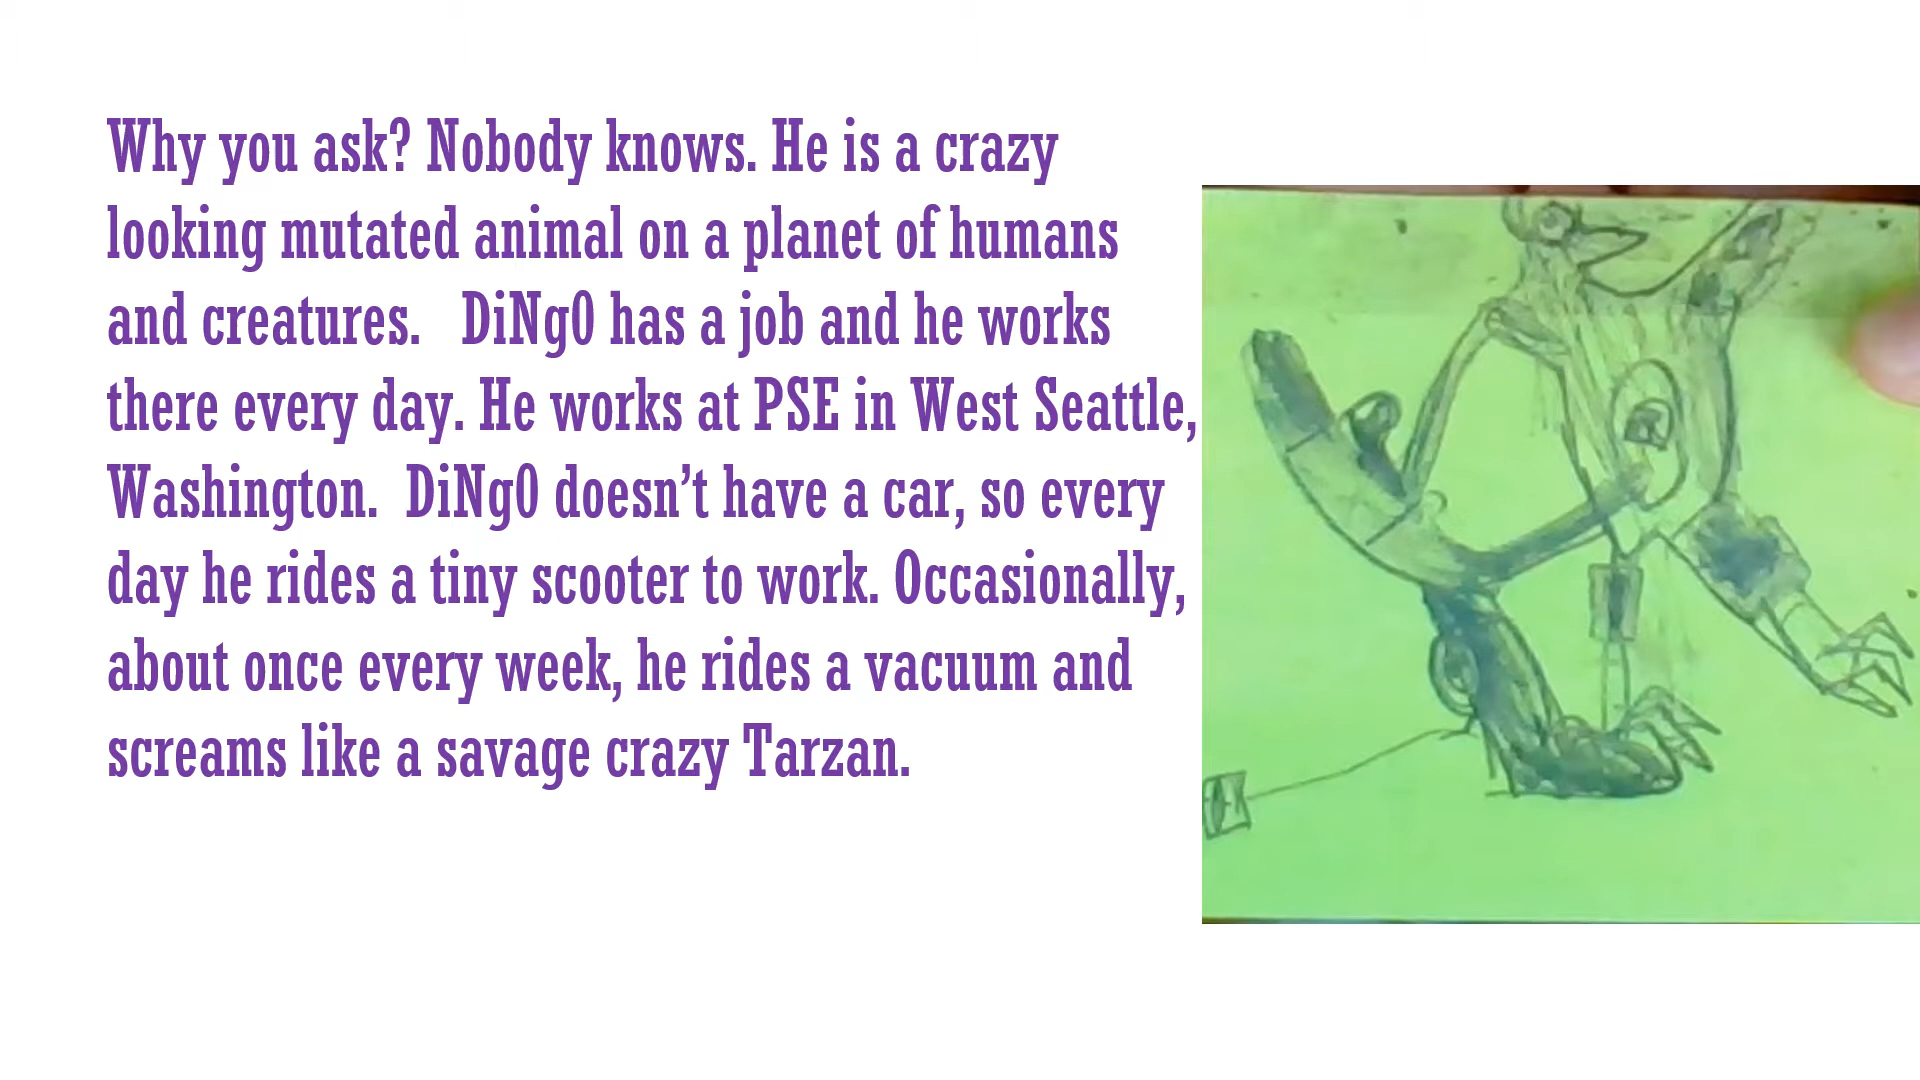 Why you ask? Nobody knows. He is a crazy
looking mutated animal on a planet of humans
and creatures.   DiNgO has a job and he works
there every day. He works at PSE in West Seattle,
Washington.  DiNgO doesn’t have a car, so every
day he rides a tiny scooter to work. Occasionally,
about once every week, he rides a vacuum and
screams like a savage crazy Tarzan.